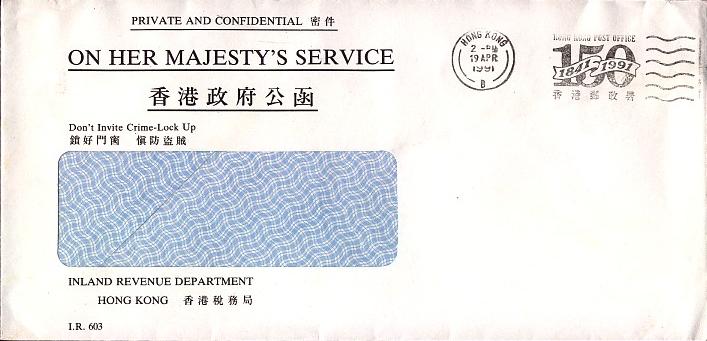 PRIVATE AND CONFIDENTIAL 密件
ON HER MAJESTY'S SERVICE
香港政府公函
Don't Invite Crime-Lock Up
鎖好門窗 慎防盜賊
INLAND REVENUE DEPARTMENT
HONG KONG 香港稅務局
I.R. 603
HONG KONG
2 - PM
19 APR
1991
B
HONG KONG POST OFFICE
150
1841 1991
香港郵政署